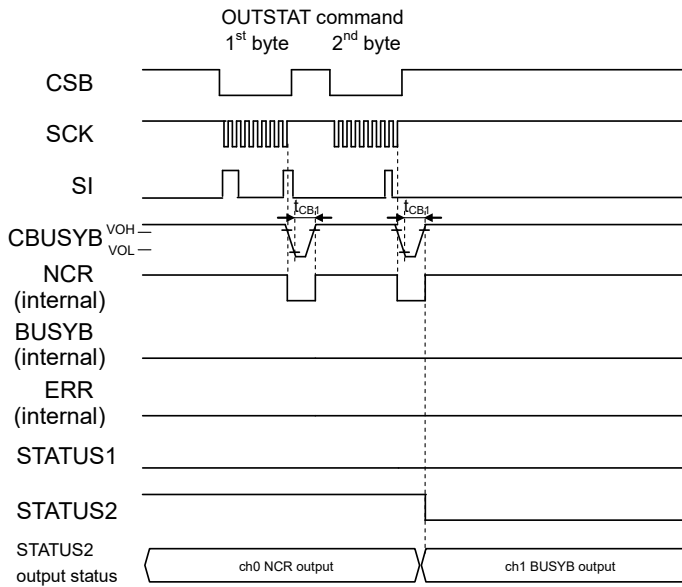 OUTSTAT command
1st byte 2nd byte
CSB
SCK
SI
tCB1 tCB1
CBUSYB VOH
VOL
NCR
(internal)
BUSYB
(internal)
ERR
(internal)
STATUS1
STATUS2
STATUS2
output status
ch0 NCR output ch1 BUSYB output